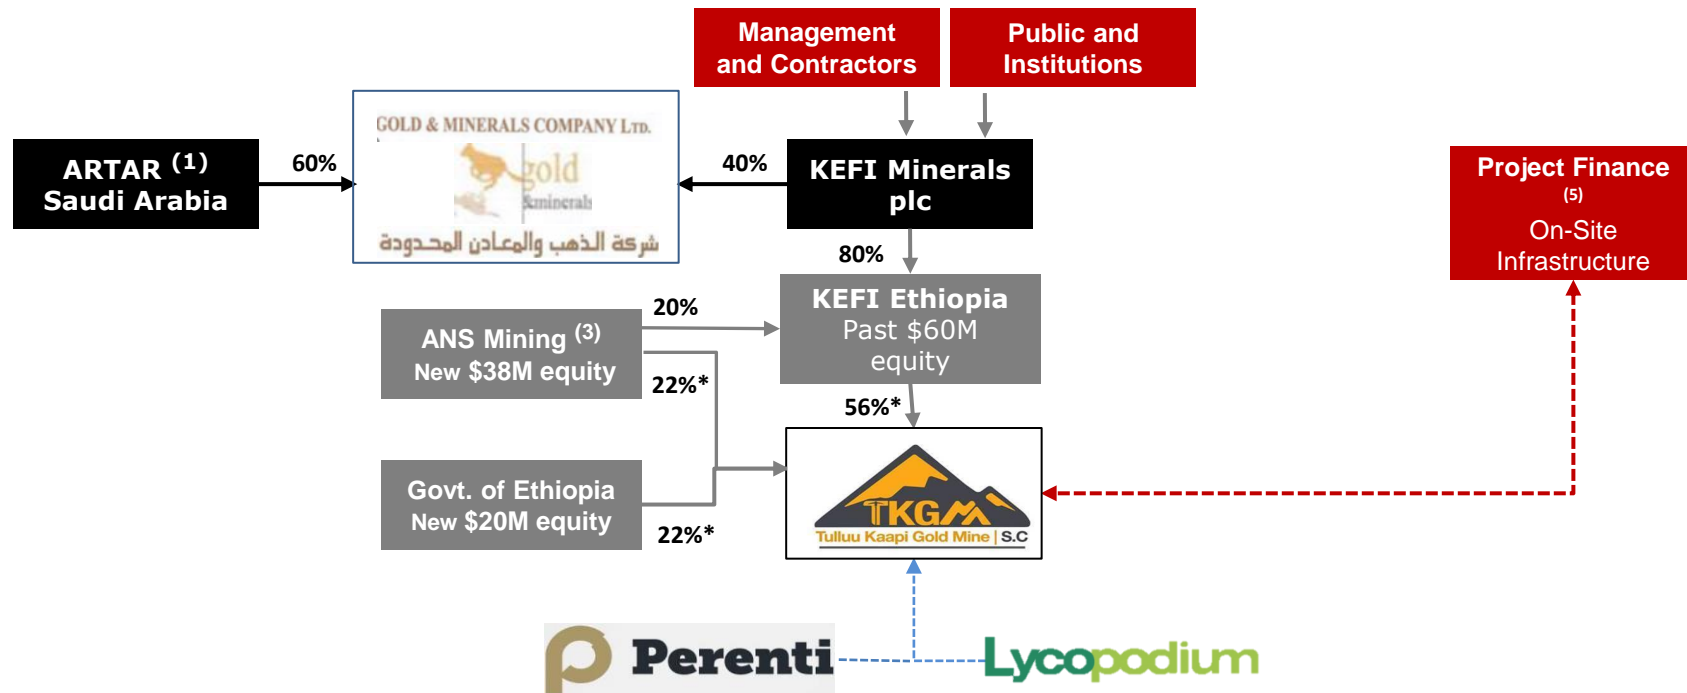 Management
and Contractors
Public and
Institutions
GOLD & MINERALS COMPANY LTD.
gold
&minerals
شركة الذهب والمعادن المحدودة
ARTAR (1)
Saudi Arabia
60%
40%
KEFI Minerals
plc
Project Finance
(5)
On-Site
Infrastructure
80%
KEFI Ethiopia
Past $60M
equity
20%
ANS Mining (3)
New $38M equity
22%*
56%*
Govt. of Ethiopia
New $20M equity
22%*
TKGM
Tulluu Kaapi Gold Mine | S.C
Perenti
Lycopodium